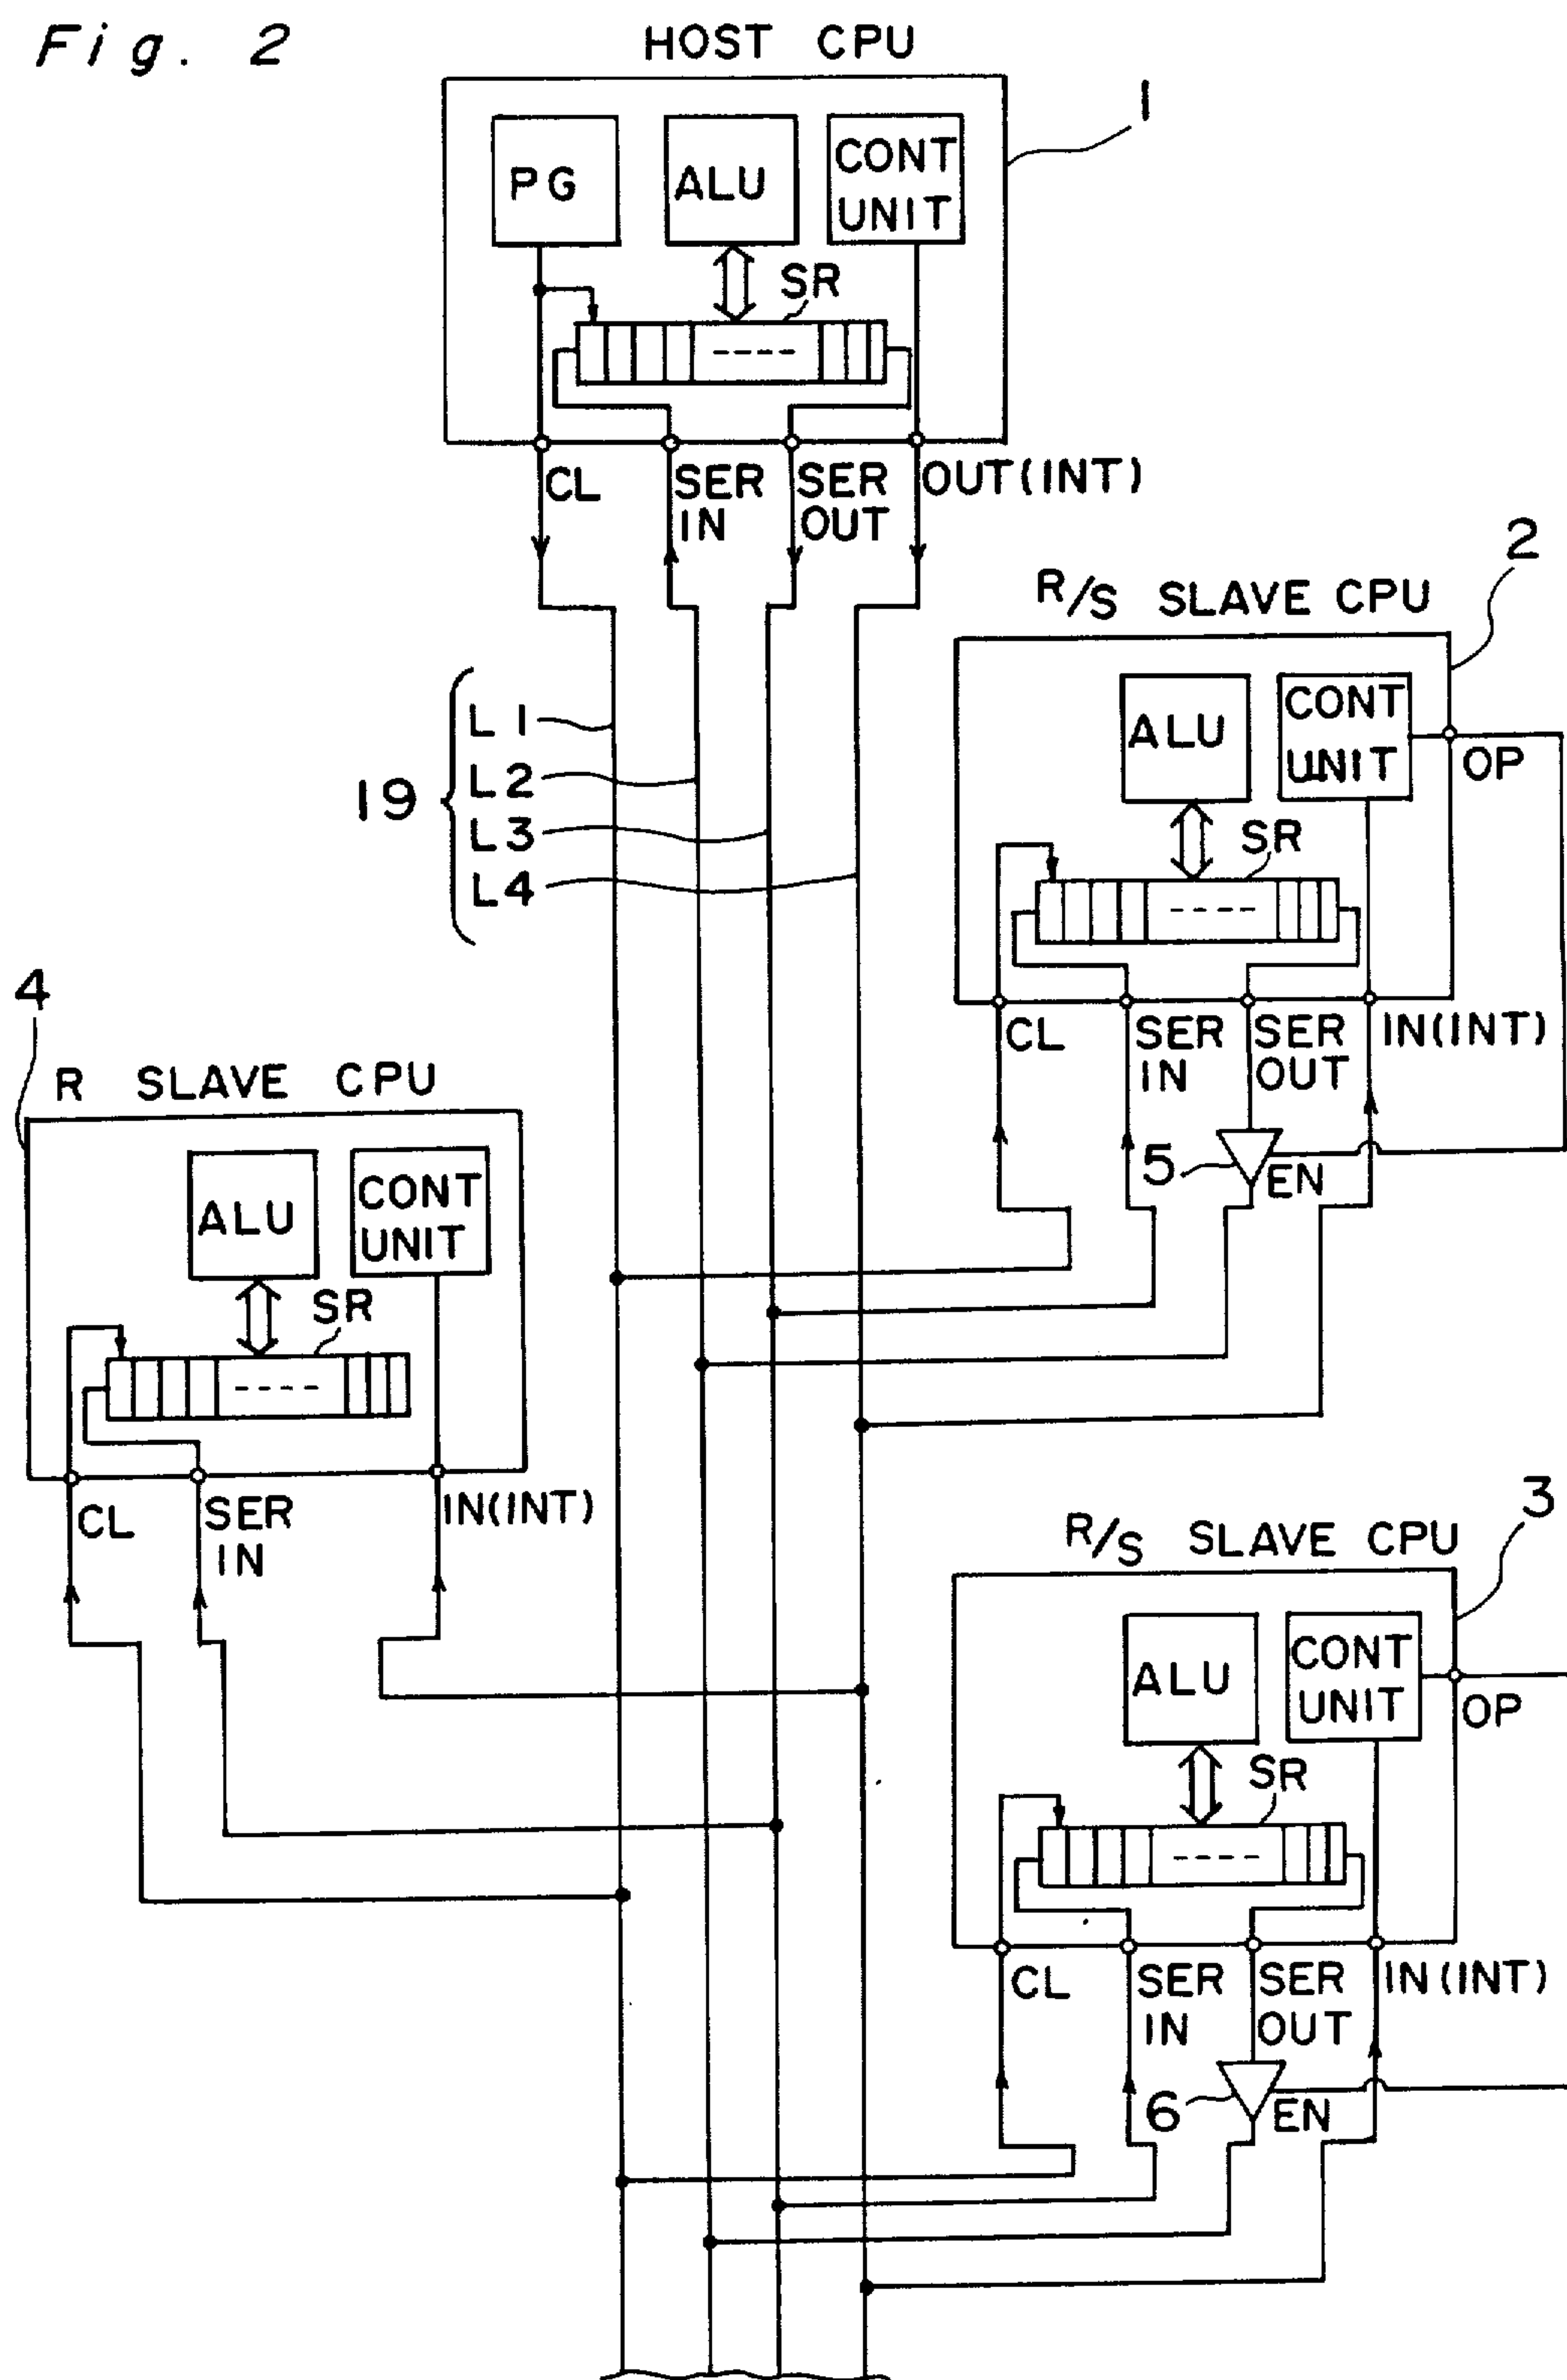 Fig. 2
HOST CPU
1
PG
ALU
CONT
UNIT
SR
CL
SER
IN
SER
OUT
OUT(INT)
2
R/S SLAVE CPU
ALU
CONT
UNIT
OP
SR
CL
SER
IN
SER
OUT
IN(INT)
5
EN
19
L1
L2
L3
L4
4
R SLAVE CPU
ALU
CONT
UNIT
SR
CL
SER
IN
IN(INT)
3
R/S SLAVE CPU
ALU
CONT
UNIT
OP
SR
CL
SER
IN
SER
OUT
IN(INT)
6
EN